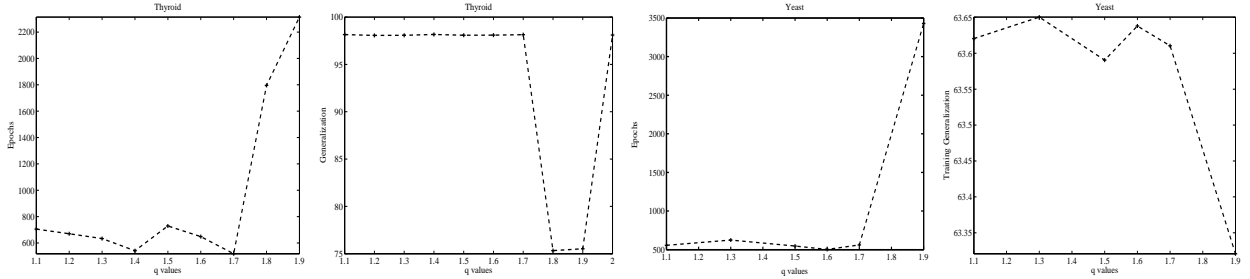 Thyroid
2200
2000
1800
1600
1400
1200
1000
800
600
Epochs
1.1 1.2 1.3 1.4 1.5 1.6 1.7 1.8 1.9
q values
Thyroid
100
95
90
85
80
75
Generalization
1.1 1.2 1.3 1.4 1.5 1.6 1.7 1.8 1.9 2
q values
Yeast
3500
3000
2500
2000
1500
1000
500
Epochs
1.1 1.2 1.3 1.4 1.5 1.6 1.7 1.8 1.9
q values
Yeast
63.65
63.6
63.55
63.5
63.45
63.4
63.35
Training Generalization
1.1 1.2 1.3 1.4 1.5 1.6 1.7 1.8 1.9
q values